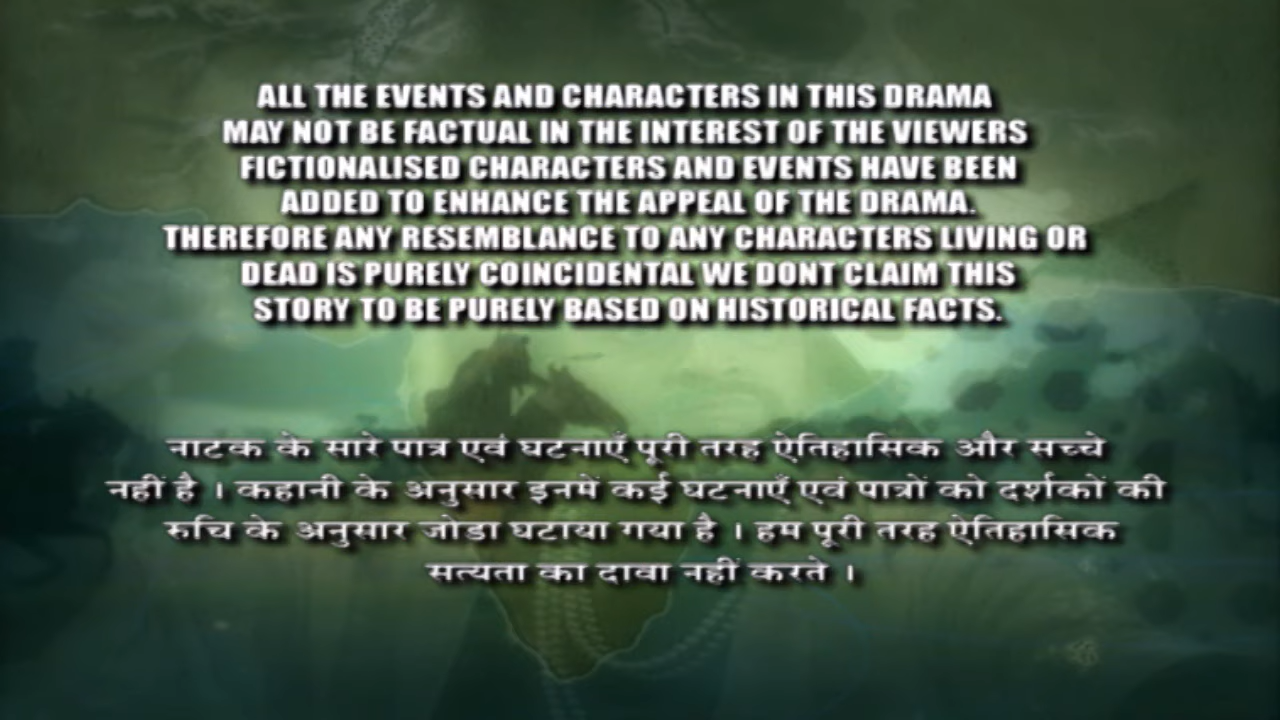 ALL THE EVENTS AND CHARACTERS IN THIS DRAMA
MAY NOT BE FACTUAL IN THE INTEREST OF THE VIEWERS
FICTIONALISED CHARACTERS AND EVENTS HAVE BEEN
ADDED TO ENHANCE THE APPEAL OF THE DRAMA.
THEREFORE ANY RESEMBLANCE TO ANY CHARACTERS LIVING OR
DEAD IS PURELY COINCIDENTAL WE DONT CLAIM THIS
STORY TO BE PURELY BASED ON HISTORICAL FACTS.
नाटक के सारे पात्र एवं घटनाएँ पूरी तरह ऐतिहासिक और सच्चे
नहीं है । कहानी के अनुसार इनमें कई घटनाएँ एवं पात्रों को दर्शकों की
रुचि के अनुसार जोडा घटाया गया है । हम पूरी तरह ऐतिहासिक
सत्यता का दावा नहीं करते ।